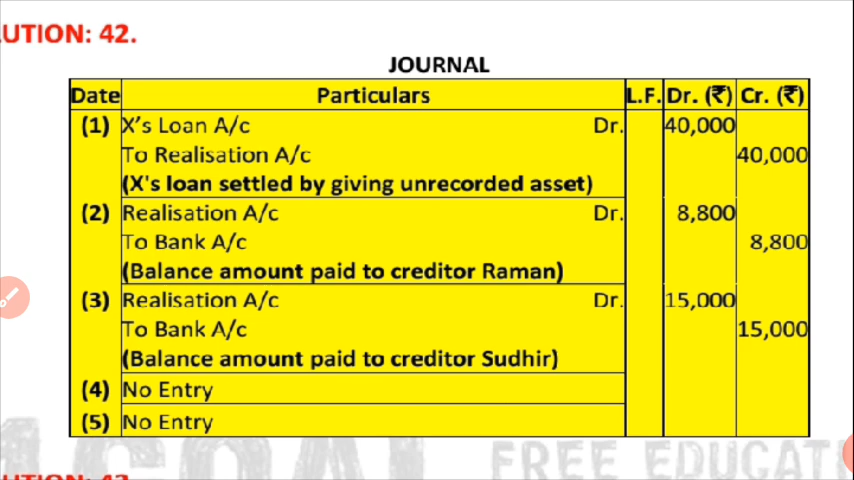 UTION: 42.
JOURNAL
Date Particulars L.F. Dr. (₹) Cr. (₹)
(1) X's Loan A/c Dr. 40,000
To Realisation A/c 40,000
(X's loan settled by giving unrecorded asset)
(2) Realisation A/c Dr. 8,800
To Bank A/c 8,800
(Balance amount paid to creditor Raman)
(3) Realisation A/c Dr. 15,000
To Bank A/c 15,000
(Balance amount paid to creditor Sudhir)
(4) No Entry
(5) No Entry
FREE EDUCATI